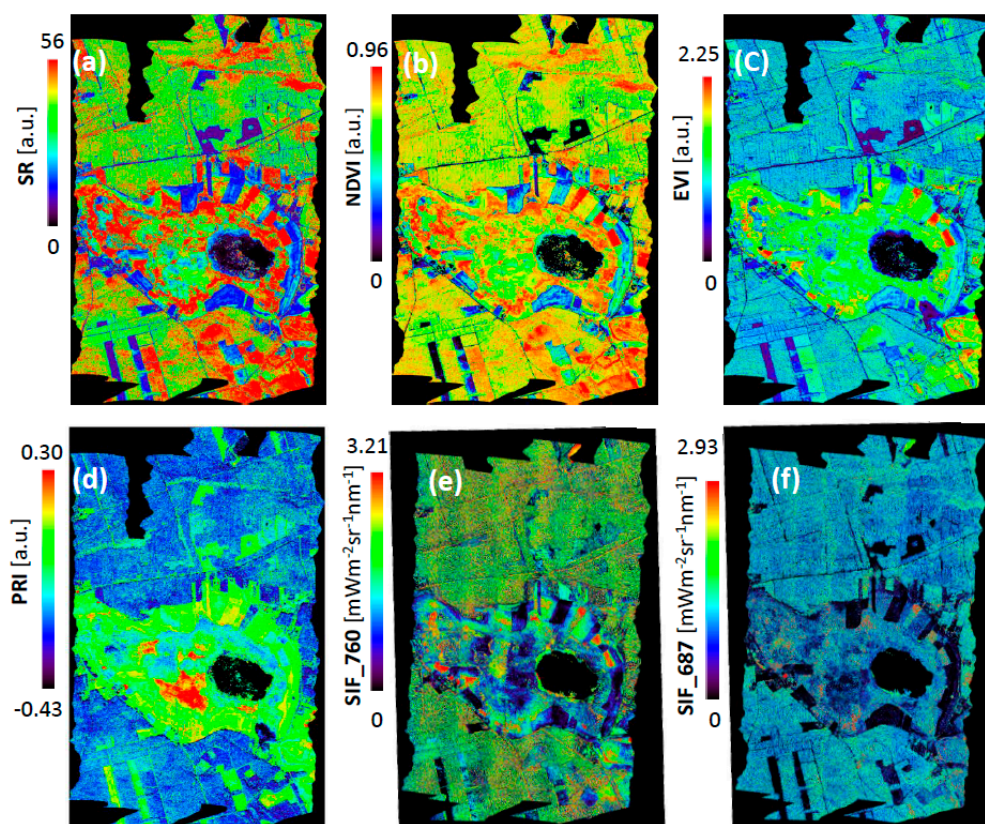 56
(a)
SR [a.u.]
0
0.96
(b)
NDVI [a.u.]
0
2.25
(C)
EVI [a.u.]
0
0.30
(d)
PRI [a.u.]
-0.43
3.21
(e)
SIF_760 [mWm-2sr-1nm-1]
0
2.93
(f)
SIF_687 [mWm-2sr-1nm-1]
0